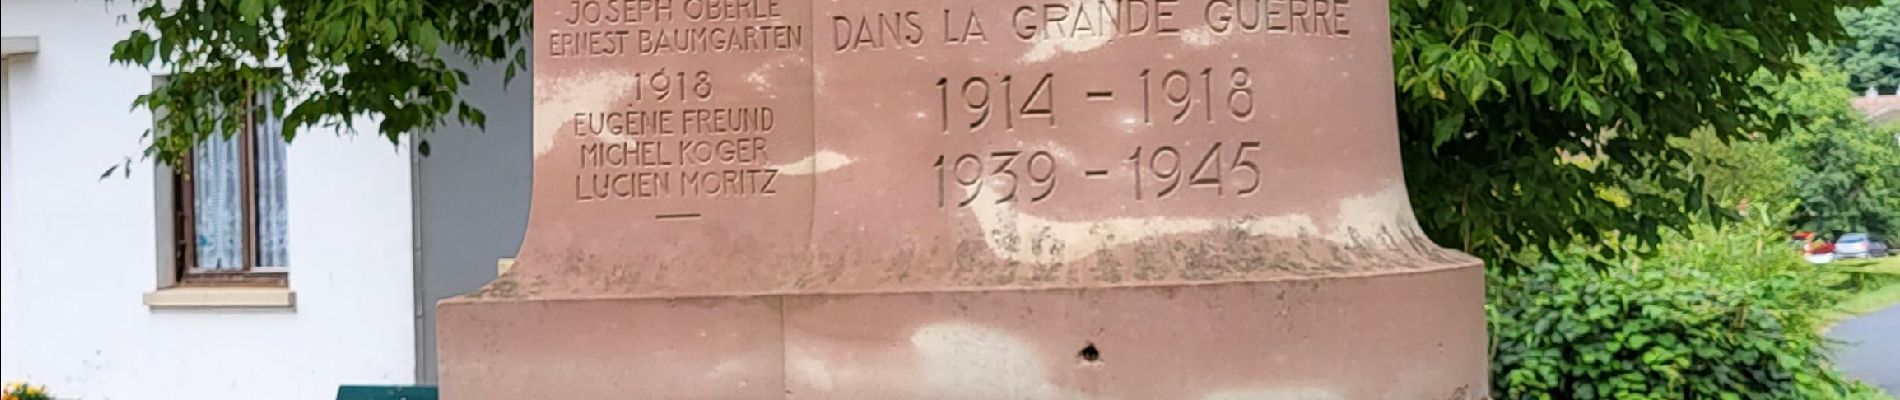 JOSEPH OBERLE
ERNEST BAUMGARTEN
1918
EUGÈNE FREUND
MICHEL KOGER
LUCIEN MORITZ
DANS LA GRANDE GUERRE
1914 - 1918
1939 - 1945